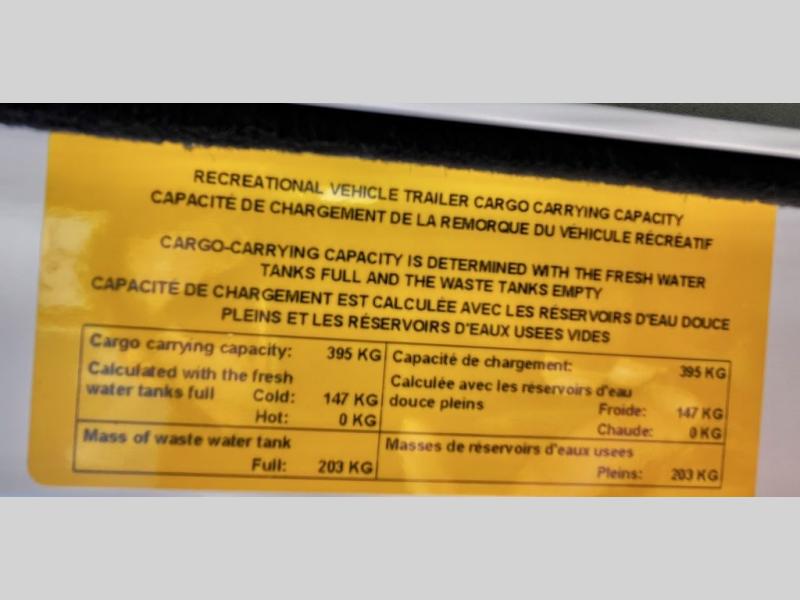 RECREATIONAL VEHICLE TRAILER CARGO CARRYING CAPACITY
CAPACITÉ DE CHARGEMENT DE LA REMORQUE DU VÉHICULE RÉCRÉATIF
CARGO-CARRYING CAPACITY IS DETERMINED WITH THE FRESH WATER
TANKS FULL AND THE WASTE TANKS EMPTY
CAPACITÉ DE CHARGEMENT EST CALCULÉE AVEC LES RÉSERVOIRS D'EAU DOUCE
PLEINS ET LES RÉSERVOIRS D'EAUX USEES VIDES
Cargo carrying capacity: 395 KG
Calculated with the fresh
water tanks full Cold: 147 KG
Hot: 0 KG
Mass of waste water tank
Full: 203 KG
Capacité de chargement: 395 KG
Calculée avec les réservoirs d'eau
douce pleins Froide: 147 KG
Chaude: 0 KG
Masses de réservoirs d'eaux usees
Pleins: 203 KG